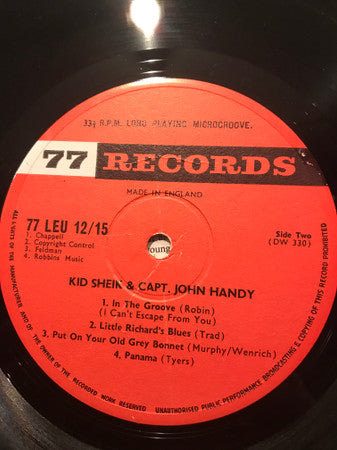 33⅓ R.P.M. LONG PLAYING MICROGROOVE.
77 RECORDS
MADE IN ENGLAND
77 LEU 12/15
1. Chappell
2. Copyright Control
3. Feldman
4. Robbins Music
Side Two
(DW 330)
young
KID SHEIK & CAPT. JOHN HANDY
1. In The Groove (Robin)
(I Can't Escape From You)
2. Little Richard's Blues (Trad)
3. Put On Your Old Grey Bonnet (Murphy/Wenrich)
4. Panama (Tyers)
ALL RIGHTS OF THE MANUFACTURER AND OF THE OWNER OF THE RECORDED WORK RESERVED
UNAUTHORISED PUBLIC PERFORMANCE BROADCASTING & COPYING OF THIS RECORD PROHIBITED